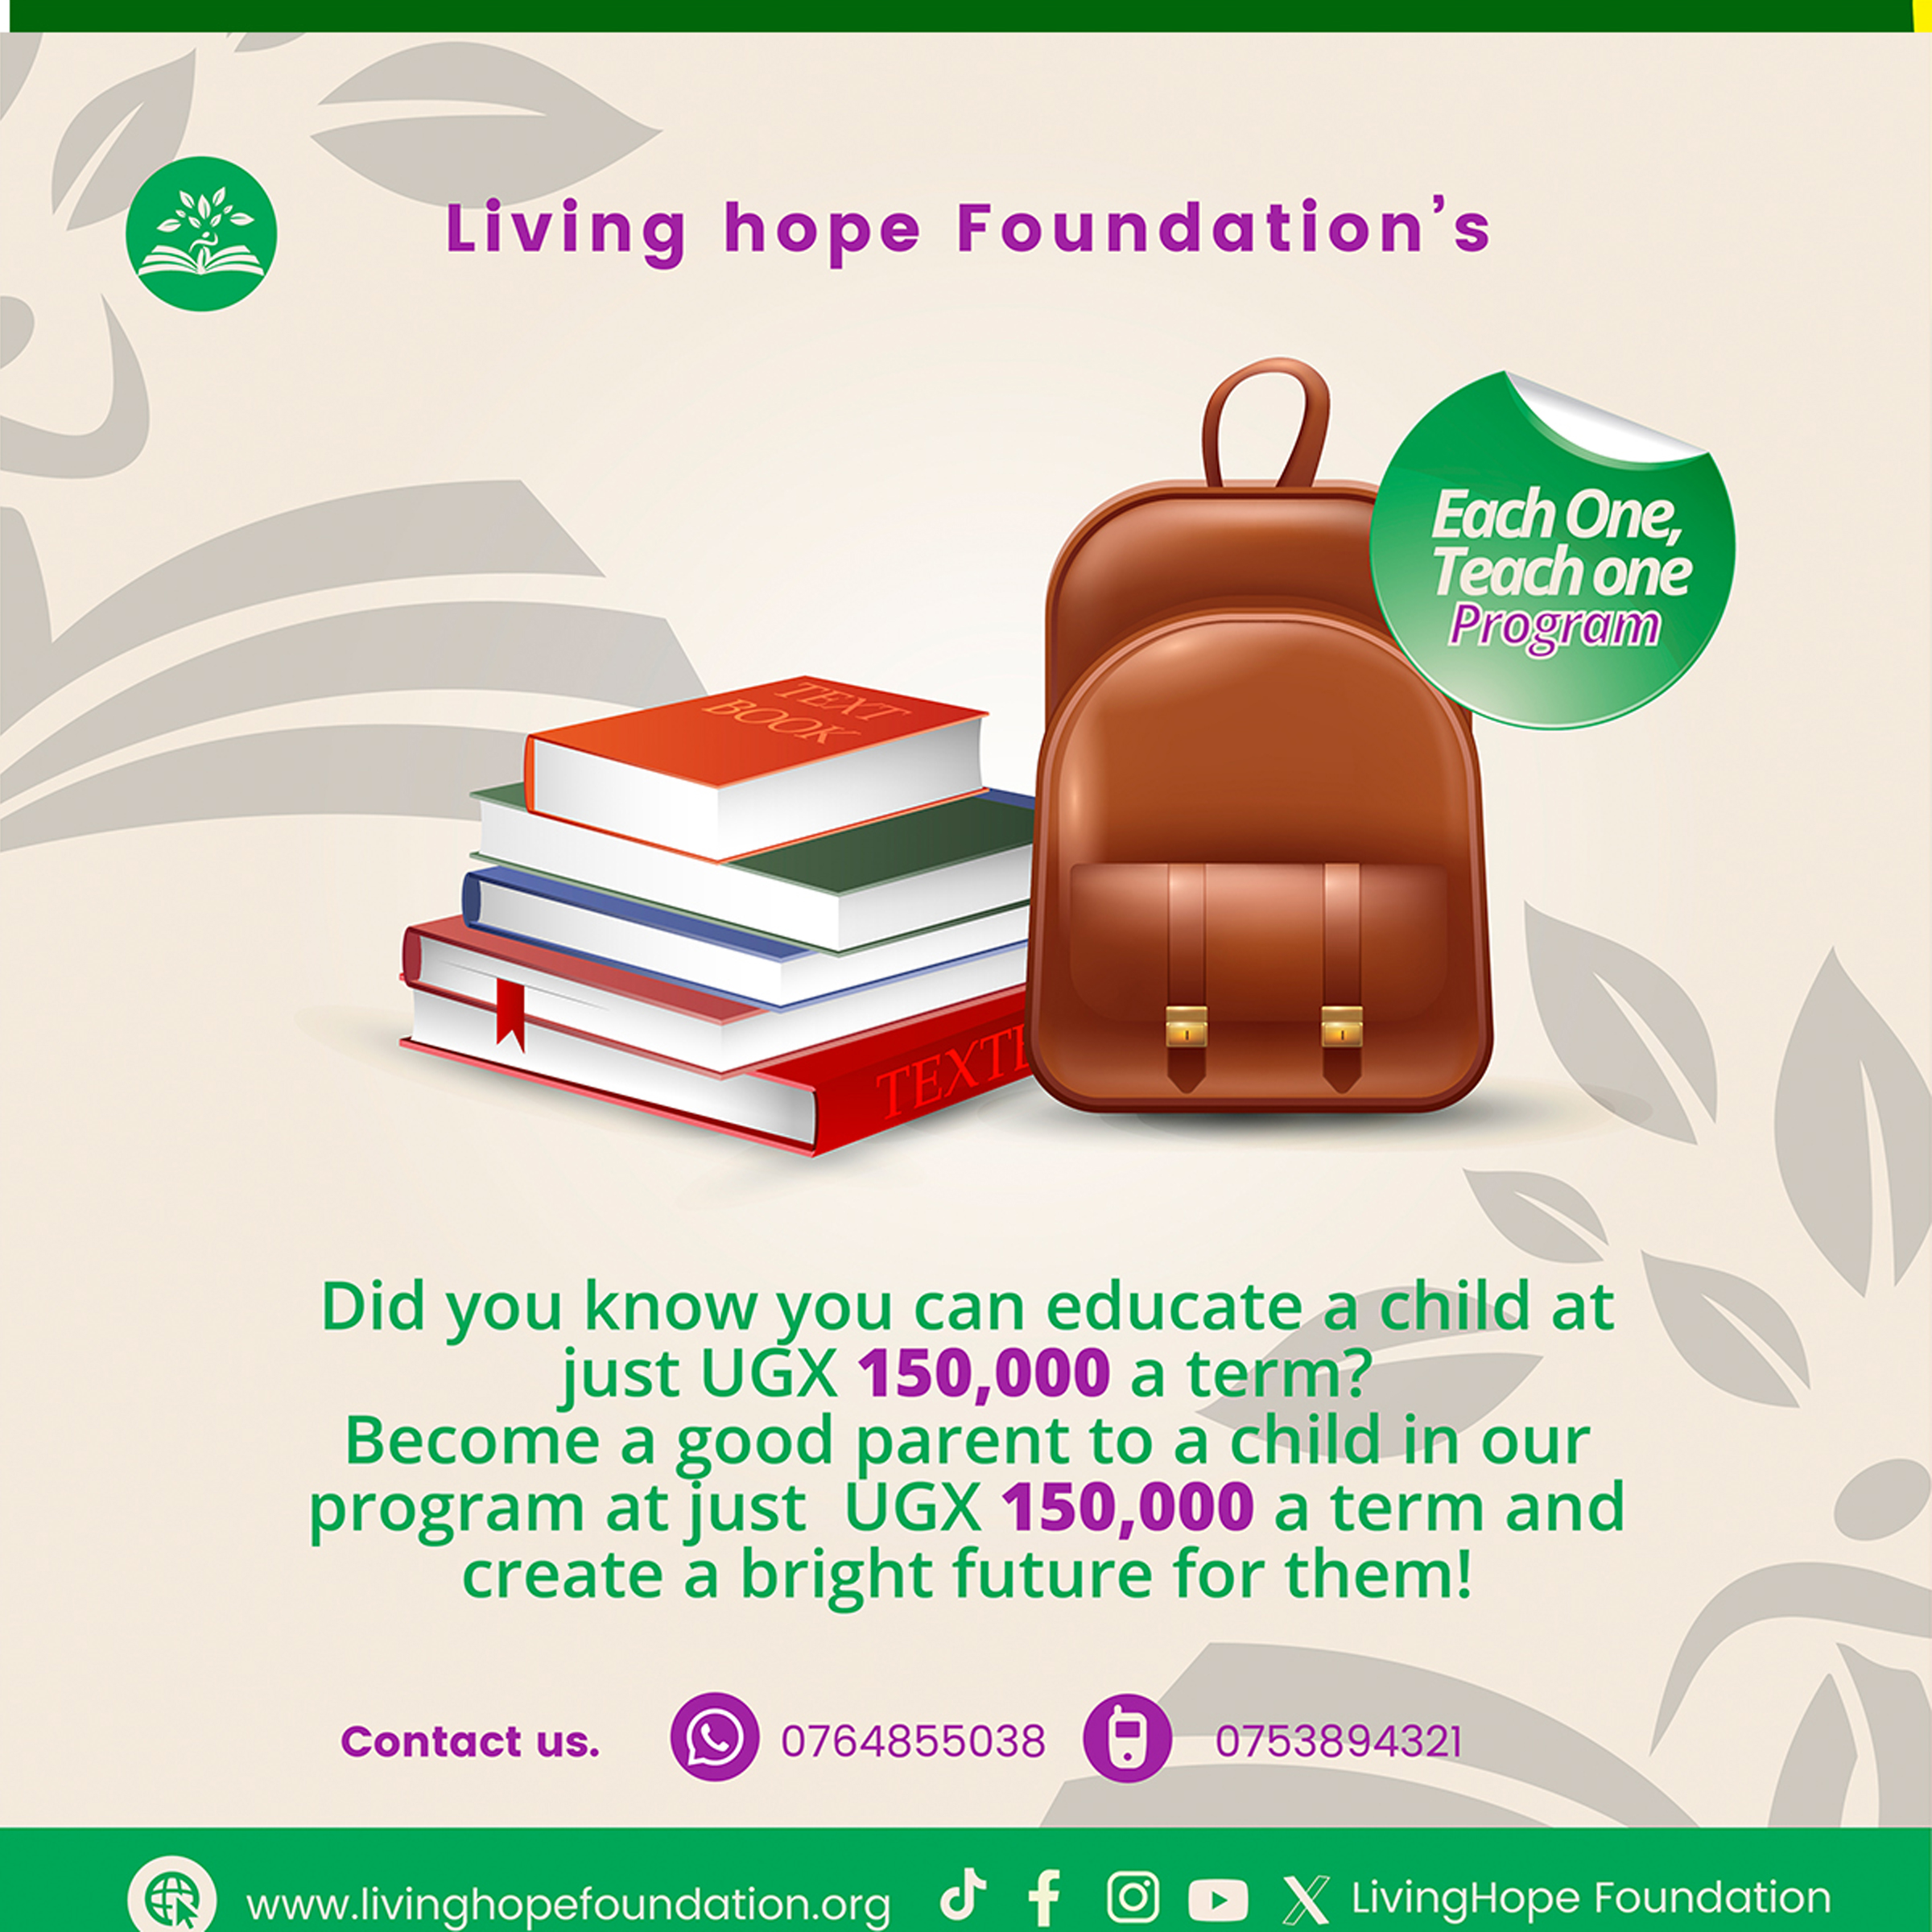 Living hope Foundation’s
Each One,
Teach one
Program
TEXT
BOOK
Did you know you can educate a child at
just UGX 150,000 a term?
Become a good parent to a child in our
program at just  UGX 150,000 a term and
create a bright future for them!
Contact us. 0764855038 0753894321
www.livinghopefoundation.org LivingHope Foundation